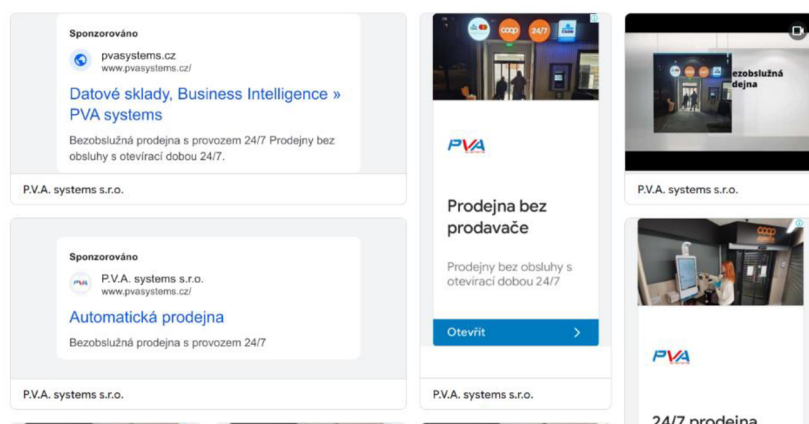 Sponzorováno
pvasystems.cz
www.pvasystems.cz/
Datové sklady, Business Intelligence »
PVA systems
Bezobslužná prodejna s provozem 24/7 Prodejny bez
obsluhy s otevírací dobou 24/7.
P.V.A. systems s.r.o.
Sponzorováno
PVA
P.V.A. systems s.r.o.
www.pvasystems.cz/
Automatická prodejna
Bezobslužná prodejna s provozem 24/7
P.V.A. systems s.r.o.
coop
24/7
PVA
Prodejna bez
prodavače
Prodejny bez obsluhy s
otevírací dobou 24/7
Otevřít
P.V.A. systems s.r.o.
ezobslužná
dejna
P.V.A. systems s.r.o.
coop
PVA
24/7 prodejna